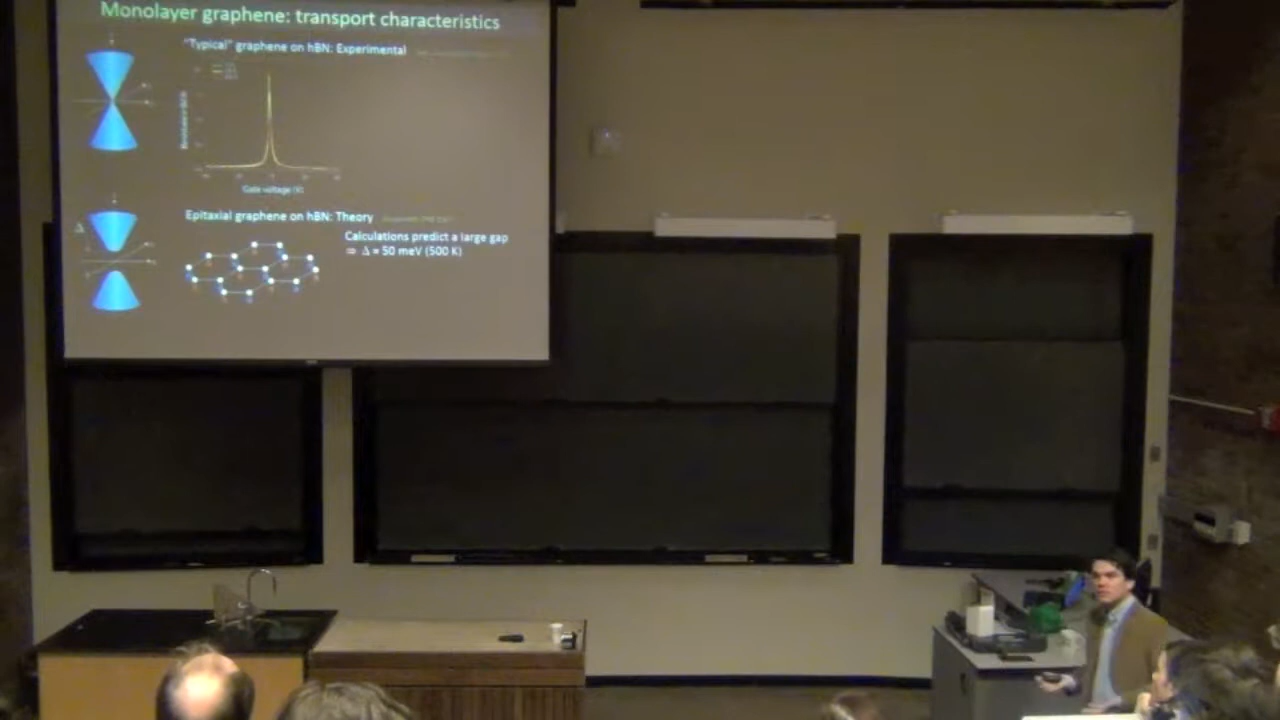 Monolayer graphene: transport characteristics
"Typical" graphene on hBN: Experimental
Gate voltage (V)
Epitaxial graphene on hBN: Theory
Δ
Calculations predict a large gap
⇒ Δ = 50 meV (500 K)